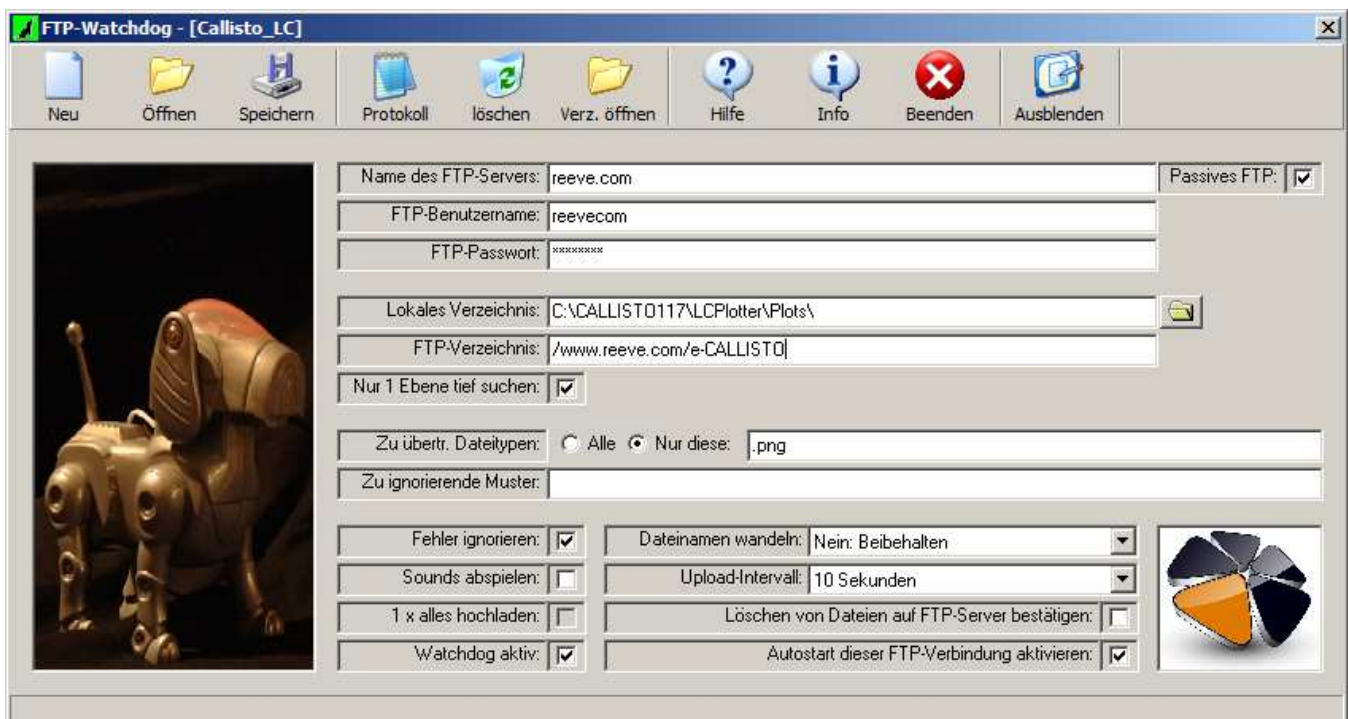 FTP-Watchdog - [Callisto_LC]
Neu Öffnen Speichern Protokoll löschen Verz. öffnen Hilfe Info Beenden Ausblenden
Name des FTP-Servers: reeve.com Passives FTP:
FTP-Benutzername: reevecom
FTP-Passwort: ********
Lokales Verzeichnis: C:\CALLISTO117\LCPlotter\Plots\
FTP-Verzeichnis: /www.reeve.com/e-CALLISTO
Nur 1 Ebene tief suchen:
Zu übertr. Dateitypen: Alle Nur diese: .png
Zu ignorierende Muster:
Fehler ignorieren: Dateinamen wandeln: Nein: Beibehalten
Sounds abspielen: Upload-Intervall: 10 Sekunden
1 x alles hochladen: Löschen von Dateien auf FTP-Server bestätigen:
Watchdog aktiv: Autostart dieser FTP-Verbindung aktivieren: